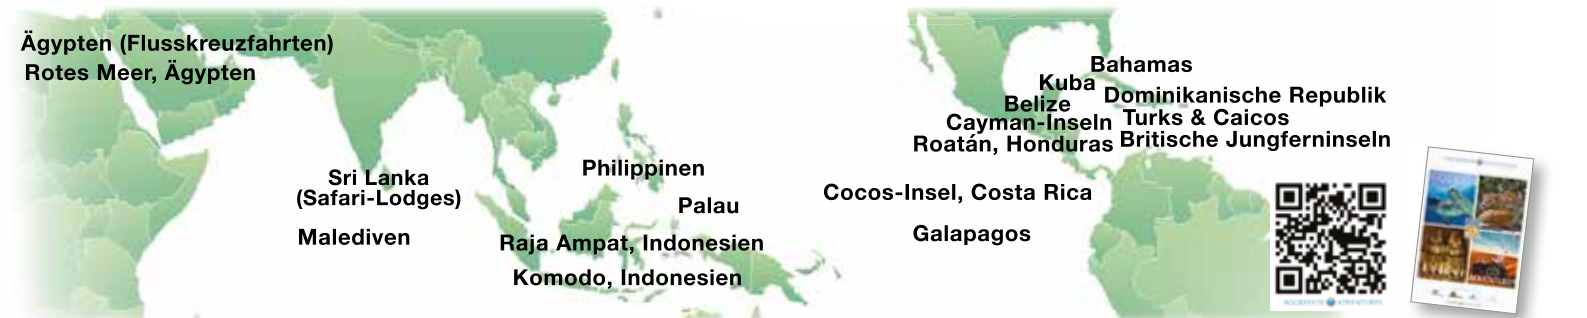 Ägypten (Flusskreuzfahrten)
Rotes Meer, Ägypten
Sri Lanka
(Safari-Lodges)
Malediven
Philippinen
Palau
Raja Ampat, Indonesien
Komodo, Indonesien
Bahamas
Kuba
Dominikanische Republik
Belize
Turks & Caicos
Cayman-Inseln
Britische Jungferninseln
Roatán, Honduras
Cocos-Insel, Costa Rica
Galapagos